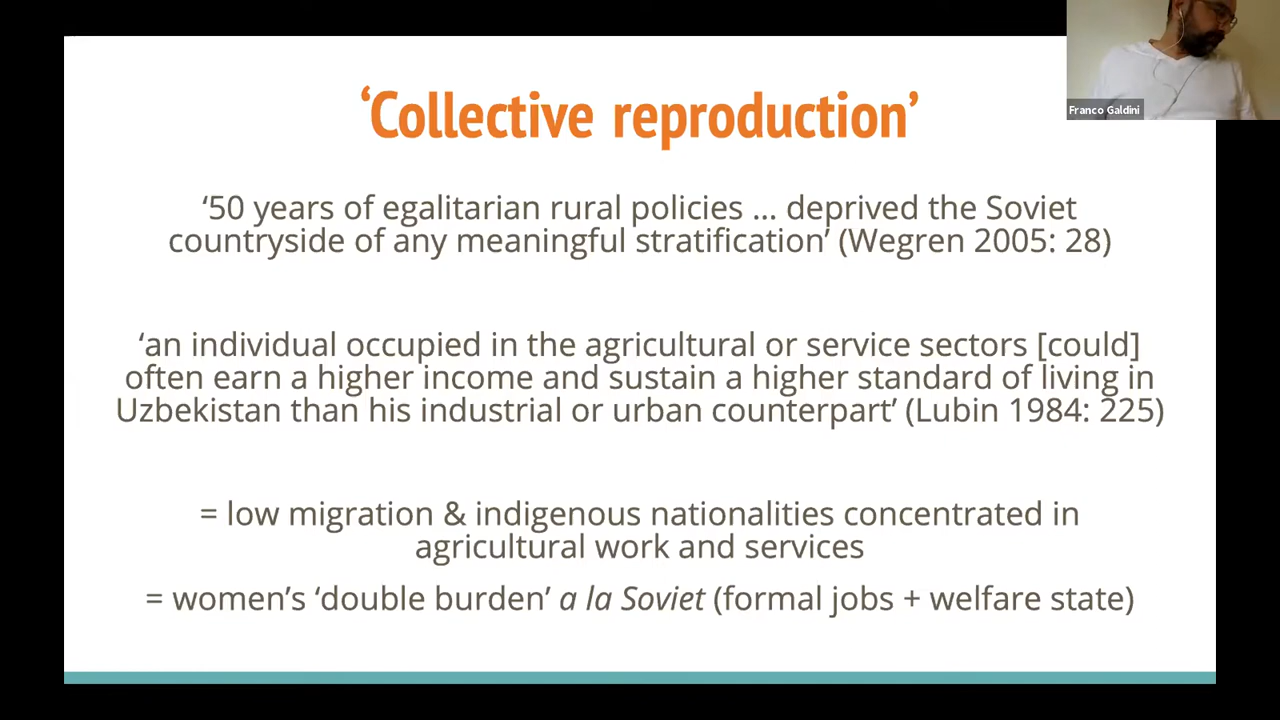 Franco Galdini
‘Collective reproduction’
‘50 years of egalitarian rural policies ... deprived the Soviet
countryside of any meaningful stratification’ (Wegren 2005: 28)
‘an individual occupied in the agricultural or service sectors [could]
often earn a higher income and sustain a higher standard of living in
Uzbekistan than his industrial or urban counterpart’ (Lubin 1984: 225)
= low migration & indigenous nationalities concentrated in
agricultural work and services
= women’s ‘double burden’ a la Soviet (formal jobs + welfare state)